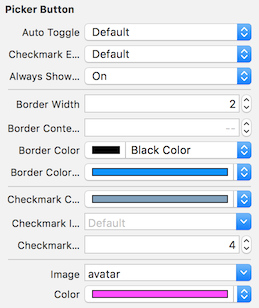 Picker Button
Auto Toggle Default
Checkmark E... Default
Always Show... On
Border Width 2
Border Conte... --
Border Color Black Color
Border Color...
Checkmark C...
Checkmark I... Default
Checkmark... 4
Image avatar
Color